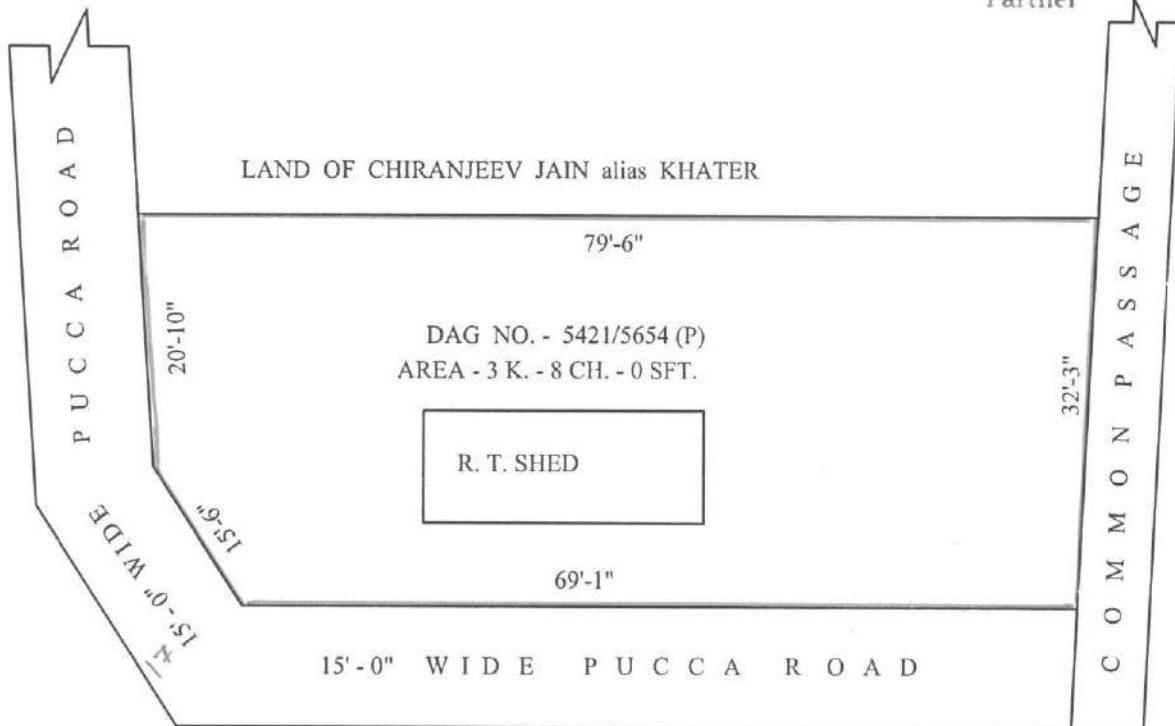 Partner
LAND OF CHIRANJEEV JAIN alias KHATER
79'-6"
PUCCA ROAD
20'-10"
DAG NO. - 5421/5654 (P)
AREA - 3 K. - 8 CH. - 0 SFT.
32'-3"
COMMON PASSAGE
R. T. SHED
15'-6"
15'-0" WIDE
69'-1"
15'-0" WIDE PUCCA ROAD